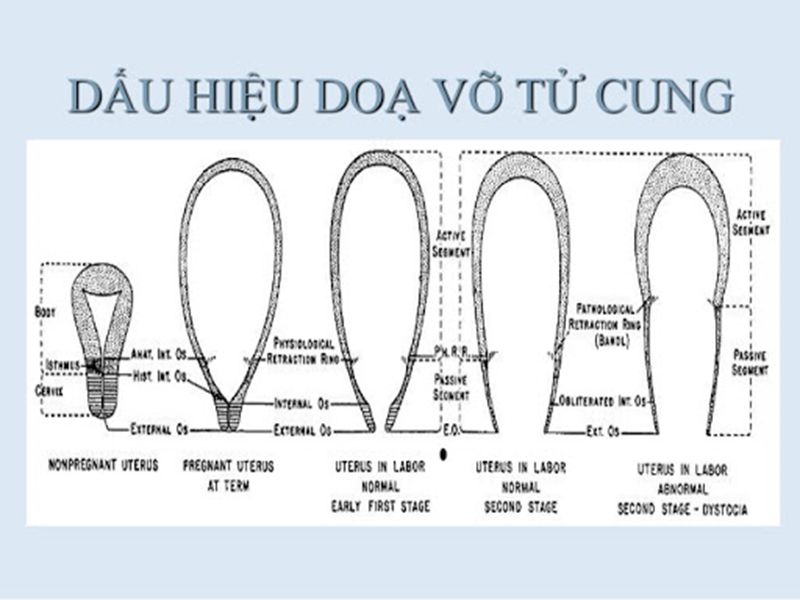 DẤU HIỆU DOẠ VỠ TỬ CUNG
BODY
ISTHMUS
CERVIX
ANAT. INT. OS
HIST. INT. OS
EXTERNAL OS
PHYSIOLOGICAL
RETRACTION RING
INTERNAL OS
EXTERNAL OS
ACTIVE
SEGMENT
PH. R. R.
PASSIVE
SEGMENT
E.O.
PATHOLOGICAL
RETRACTION RING
(BANDL)
OBLITERATED INT. OS
EXT. OS
ACTIVE
SEGMENT
PASSIVE
SEGMENT
NONPREGNANT UTERUS
PREGNANT UTERUS
AT TERM
UTERUS IN LABOR
NORMAL
EARLY FIRST STAGE
UTERUS IN LABOR
NORMAL
SECOND STAGE
UTERUS IN LABOR
ABNORMAL
SECOND STAGE - DYSTOCIA